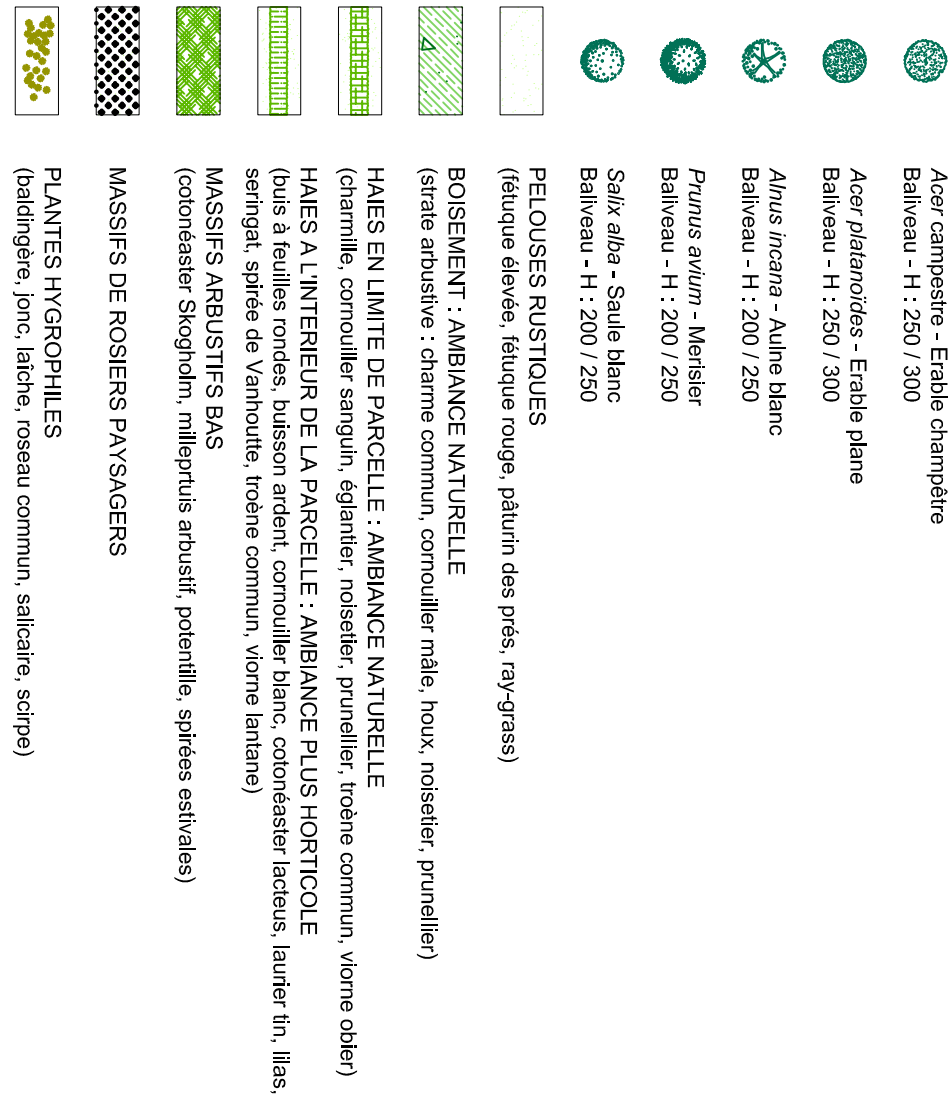 Acer campestre - Erable champêtre
Baliveau - H : 250 / 300
Acer platanoïdes - Erable plane
Baliveau - H : 250 / 300
Alnus incana - Aulne blanc
Baliveau - H : 200 / 250
Prunus avium - Merisier
Baliveau - H : 200 / 250
Salix alba - Saule blanc
Baliveau - H : 200 / 250
PELOUSES RUSTIQUES
(fétuque élevée, fétuque rouge, pâturin des prés, ray-grass)
BOISEMENT : AMBIANCE NATURELLE
(strate arbustive : charme commun, cornouiller mâle, houx, noisetier, prunellier)
HAIES EN LIMITE DE PARCELLE : AMBIANCE NATURELLE
(charmille, cornouiller sanguin, églantier, noisetier, prunellier, troène commun, viorne obier)
HAIES A L'INTERIEUR DE LA PARCELLE : AMBIANCE PLUS HORTICOLE
(buis à feuilles rondes, buisson ardent, cornouiller blanc, cotonéaster lacteus, laurier tin, lilas,
seringat, spirée de Vanhoutte, troène commun, viorne lantane)
MASSIFS ARBUSTIFS BAS
(cotonéaster Skogholm, milleprtuis arbustif, potentille, spirées estivales)
MASSIFS DE ROSIERS PAYSAGERS
PLANTES HYGROPHILES
(baldingère, jonc, laîche, roseau commun, salicaire, scirpe)